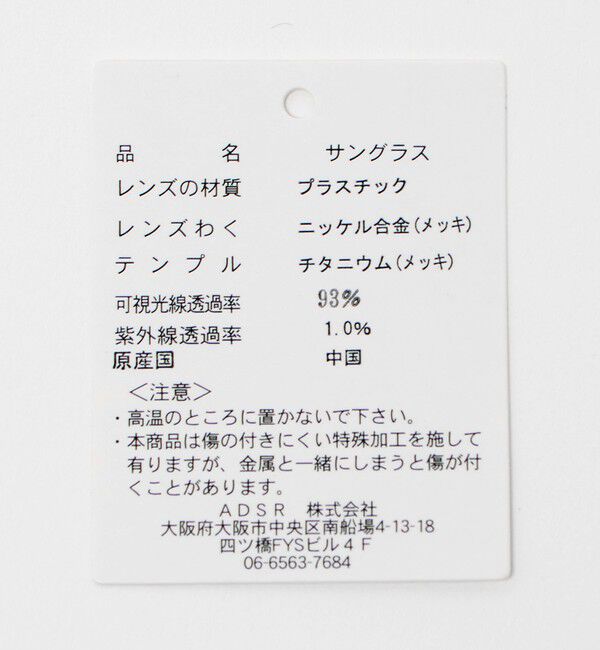 品名 サングラス
レンズの材質 プラスチック
レンズわく ニッケル合金(メッキ)
テンプル チタニウム(メッキ)
可視光線透過率 93%
紫外線透過率 1.0%
原産国 中国
＜注意＞
・高温のところに置かないで下さい。
・本商品は傷の付きにくい特殊加工を施して
有りますが、金属と一緒にしまうと傷が付
くことがあります。
ＡＤＳＲ 株式会社
大阪府大阪市中央区南船場4-13-18
四ツ橋FYSビル４Ｆ
06-6563-7684